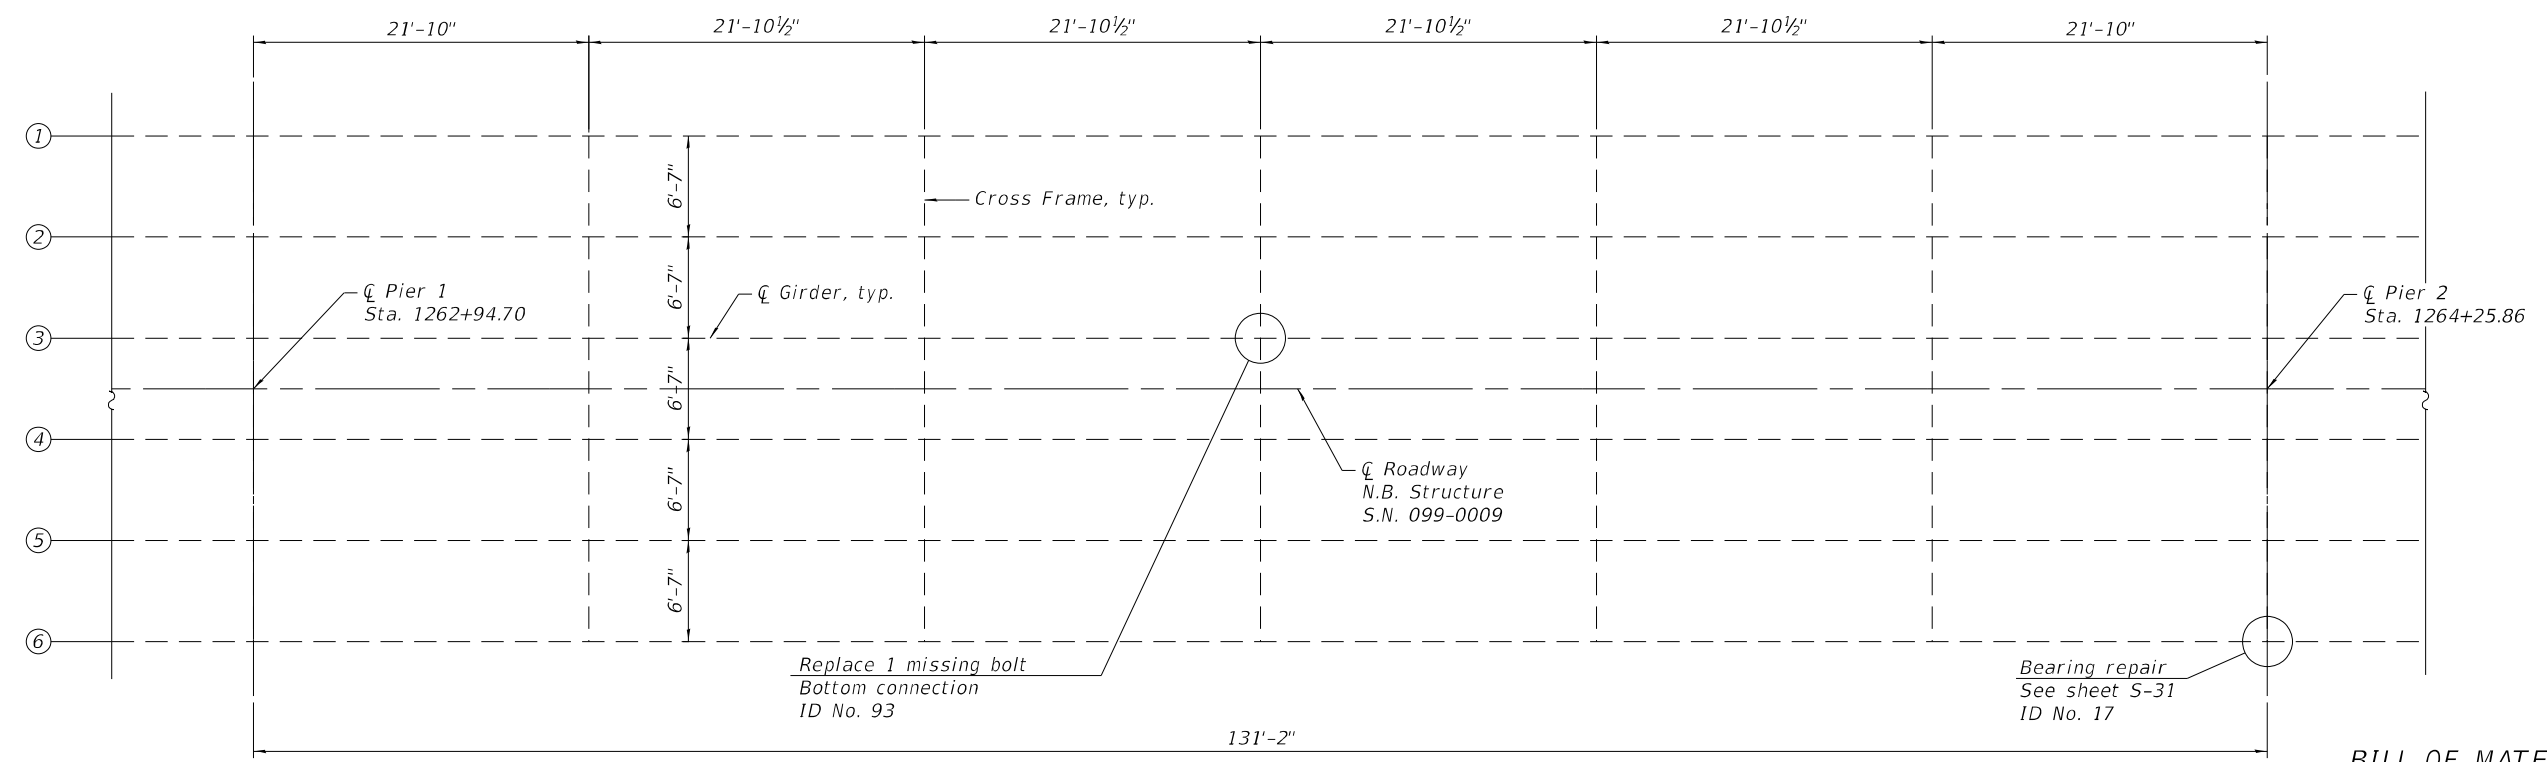 21'-10" 21'-10½" 21'-10½" 21'-10½" 21'-10½" 21'-10"
1
6'-7"
Cross Frame, typ.
2
6'-7"
℄ Pier 1
Sta. 1262+94.70
℄ Girder, typ.
℄ Pier 2
Sta. 1264+25.86
3
6'-7"
4
℄ Roadway
N.B. Structure
S.N. 099-0009
6'-7"
5
6'-7"
6
Replace 1 missing bolt
Bottom connection
ID No. 93
Bearing repair
See sheet S-31
ID No. 17
131'-2"
BILL OF MATE